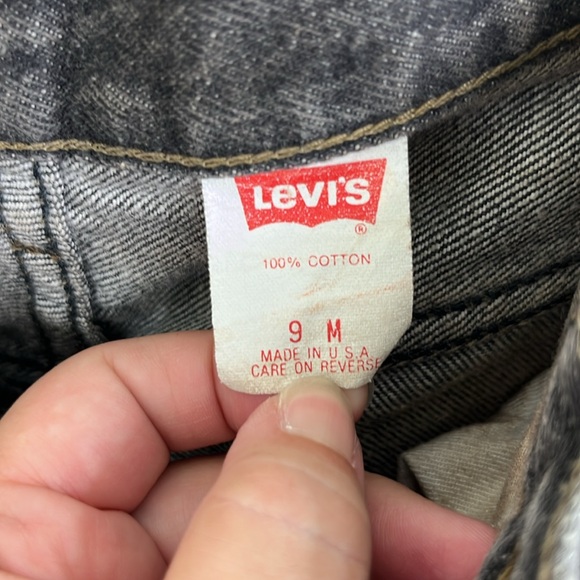 Levi's
®
100% COTTON
9 M
MADE IN U.S.A.
CARE ON REVERSE